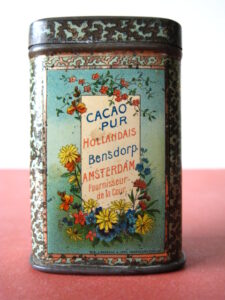 CACAO
PUR
HOLLANDAIS
Bensdorp
AMSTERDAM
Fournisseur
de la Cour